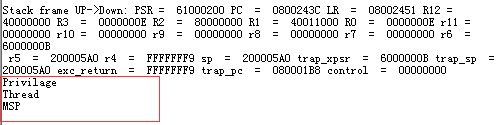 Stack frame UP->Down: PSR = 61000200 PC = 0800243C LR = 08002451 R12 =
40000000 R3 = 0000000E R2 = 80000000 R1 = 40011000 R0 = 0000000E r11 =
00000000 r10 = 00000000 r9 = 00000000 r8 = 00000000 r7 = 00000000 r6 =
6000000B
r5 = 200005A0 r4 = FFFFFFF9 sp = 200005A0 trap_xpsr = 6000000B trap_sp =
200005A0 exc_return = FFFFFFF9 trap_pc = 080001B8 control = 00000000
Privilage
Thread
MSP